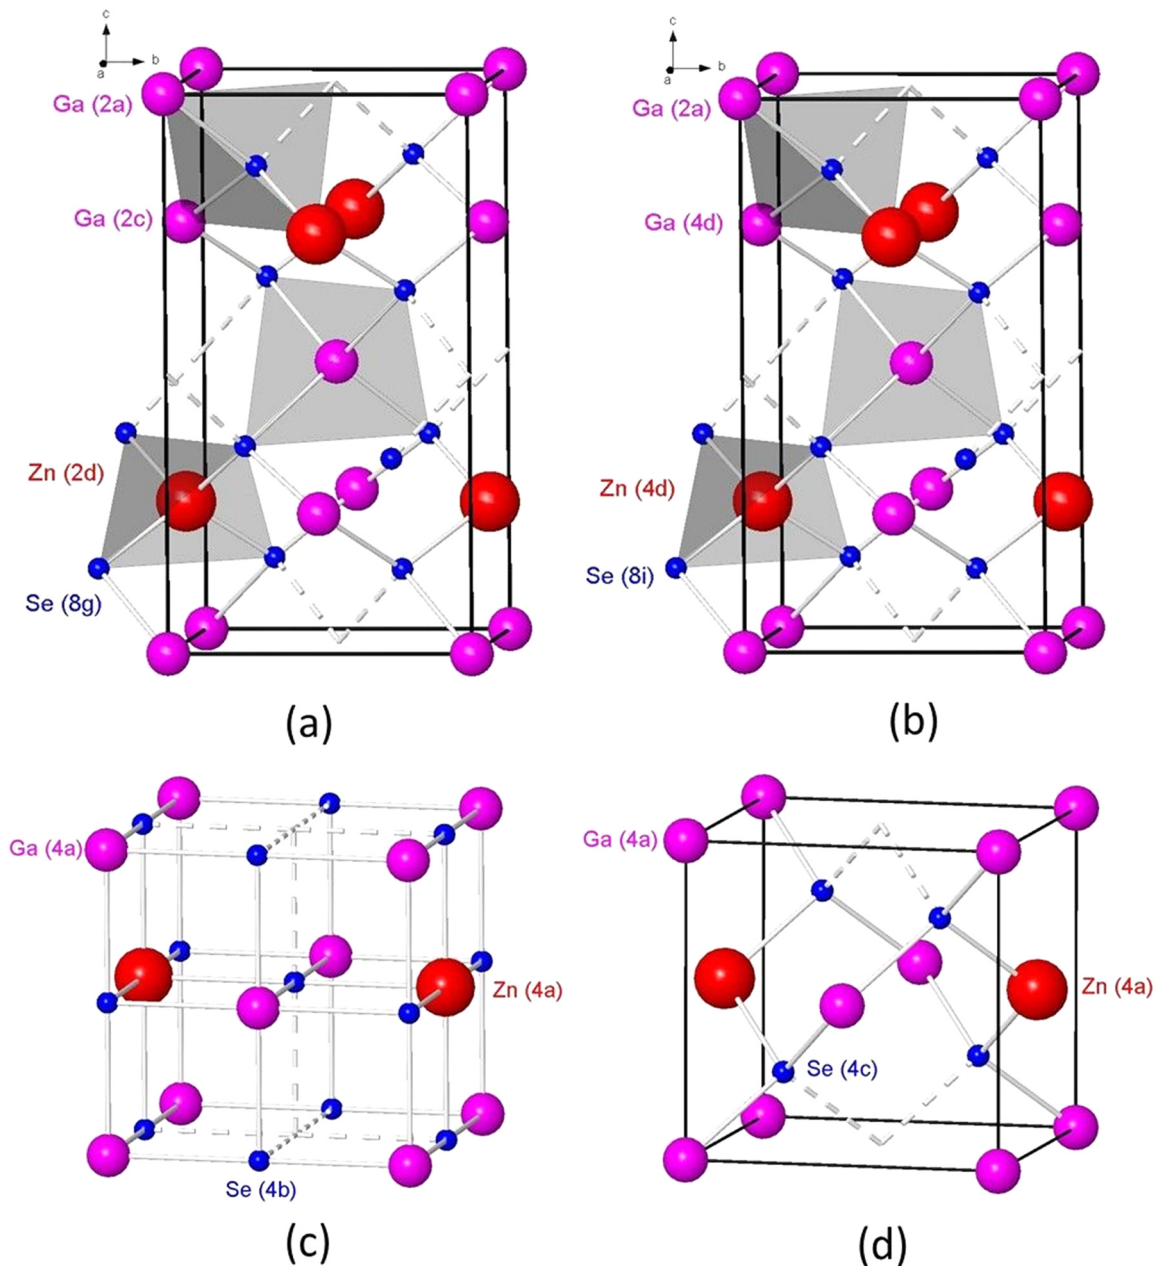 c
a
b
Ga (2a)
Ga (2c)
Zn (2d)
Se (8g)
(a)
c
a
b
Ga (2a)
Ga (4d)
Zn (4d)
Se (8i)
(b)
Ga (4a)
Zn (4a)
Se (4b)
(c)
Ga (4a)
Zn (4a)
Se (4c)
(d)